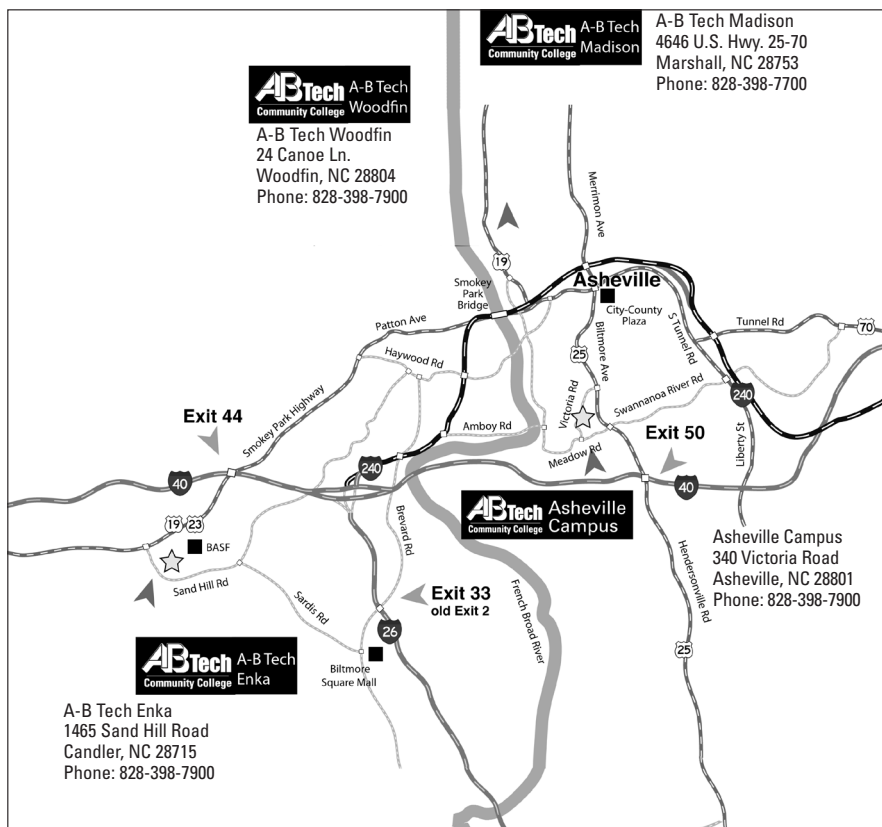 ABTech
Community College
A-B Tech
Madison
A-B Tech Madison
4646 U.S. Hwy. 25-70
Marshall, NC 28753
Phone: 828-398-7700
ABTech
Community College
A-B Tech
Woodfin
A-B Tech Woodfin
24 Canoe Ln.
Woodfin, NC 28804
Phone: 828-398-7900
Merrimon Ave
19
Smokey
Park
Bridge
Asheville
City-County
Plaza
Patton Ave
Haywood Rd
25
Biltmore Ave
S Tunnel Rd
Tunnel Rd
70
Smokey Park Highway
Victoria Rd
Swannanoa River Rd
240
Exit 44
Amboy Rd
Meadow Rd
Exit 50
Liberty St
40
240
40
19
23
BASF
Sand Hill Rd
Brevard Rd
ABTech
Community College
Asheville
Campus
Asheville Campus
340 Victoria Road
Asheville, NC 28801
Phone: 828-398-7900
Sardis Rd
Exit 33
old Exit 2
26
French Broad River
Hendersonville Rd
25
Biltmore
Square Mall
ABTech
Community College
A-B Tech
Enka
A-B Tech Enka
1465 Sand Hill Road
Candler, NC 28715
Phone: 828-398-7900